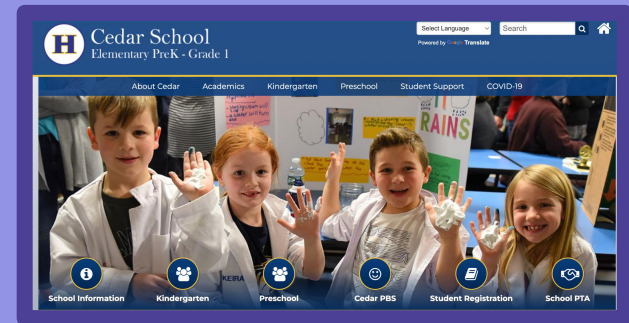 H
Cedar School
Elementary PreK - Grade 1
Select Language
Search
Powered by Google Translate
About Cedar
Academics
Kindergarten
Preschool
Student Support
COVID-19
RAINS
KEIRA
School Information
Kindergarten
Preschool
Cedar PBS
Student Registration
School PTA